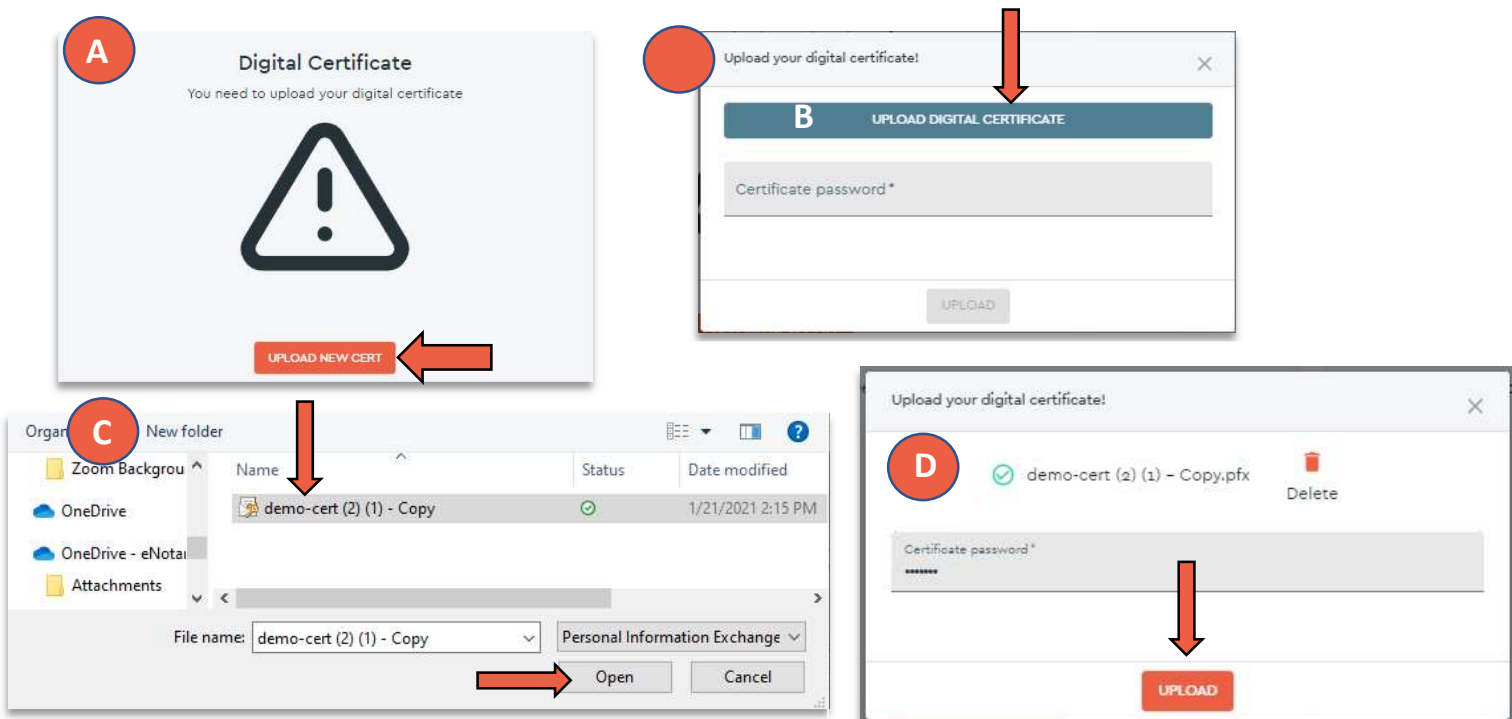 A
Digital Certificate
You need to upload your digital certificate
UPLOAD NEW CERT
Upload your digital certificate!
B UPLOAD DIGITAL CERTIFICATE
Certificate password *
UPLOAD
C
Organ New folder
Zoom Backgrou
Name Status Date modified
OneDrive
demo-cert (2) (1) - Copy 1/21/2021 2:15 PM
OneDrive - eNotar
Attachments
File name: demo-cert (2) (1) - Copy Personal Information Exchange
Open Cancel
Upload your digital certificate!
D
demo-cert (2) (1) – Copy.pfx
Delete
Certificate password *
•••••••
UPLOAD